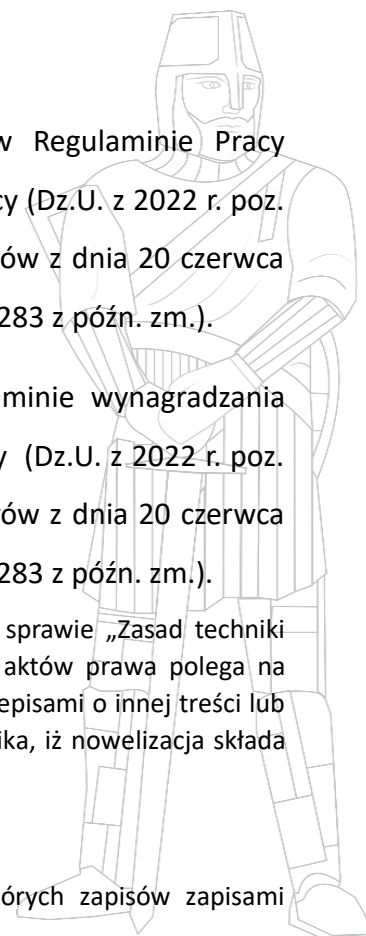 w Regulaminie Pracy
cy (Dz.U. z 2022 r. poz.
ów z dnia 20 czerwca
283 z późn. zm.).
minie wynagradzania
y (Dz.U. z 2022 r. poz.
ów z dnia 20 czerwca
283 z późn. zm.).
sprawie „Zasad techniki
aktów prawa polega na
episami o innej treści lub
ika, iż nowelizacja składa
órych zapisów zapisami